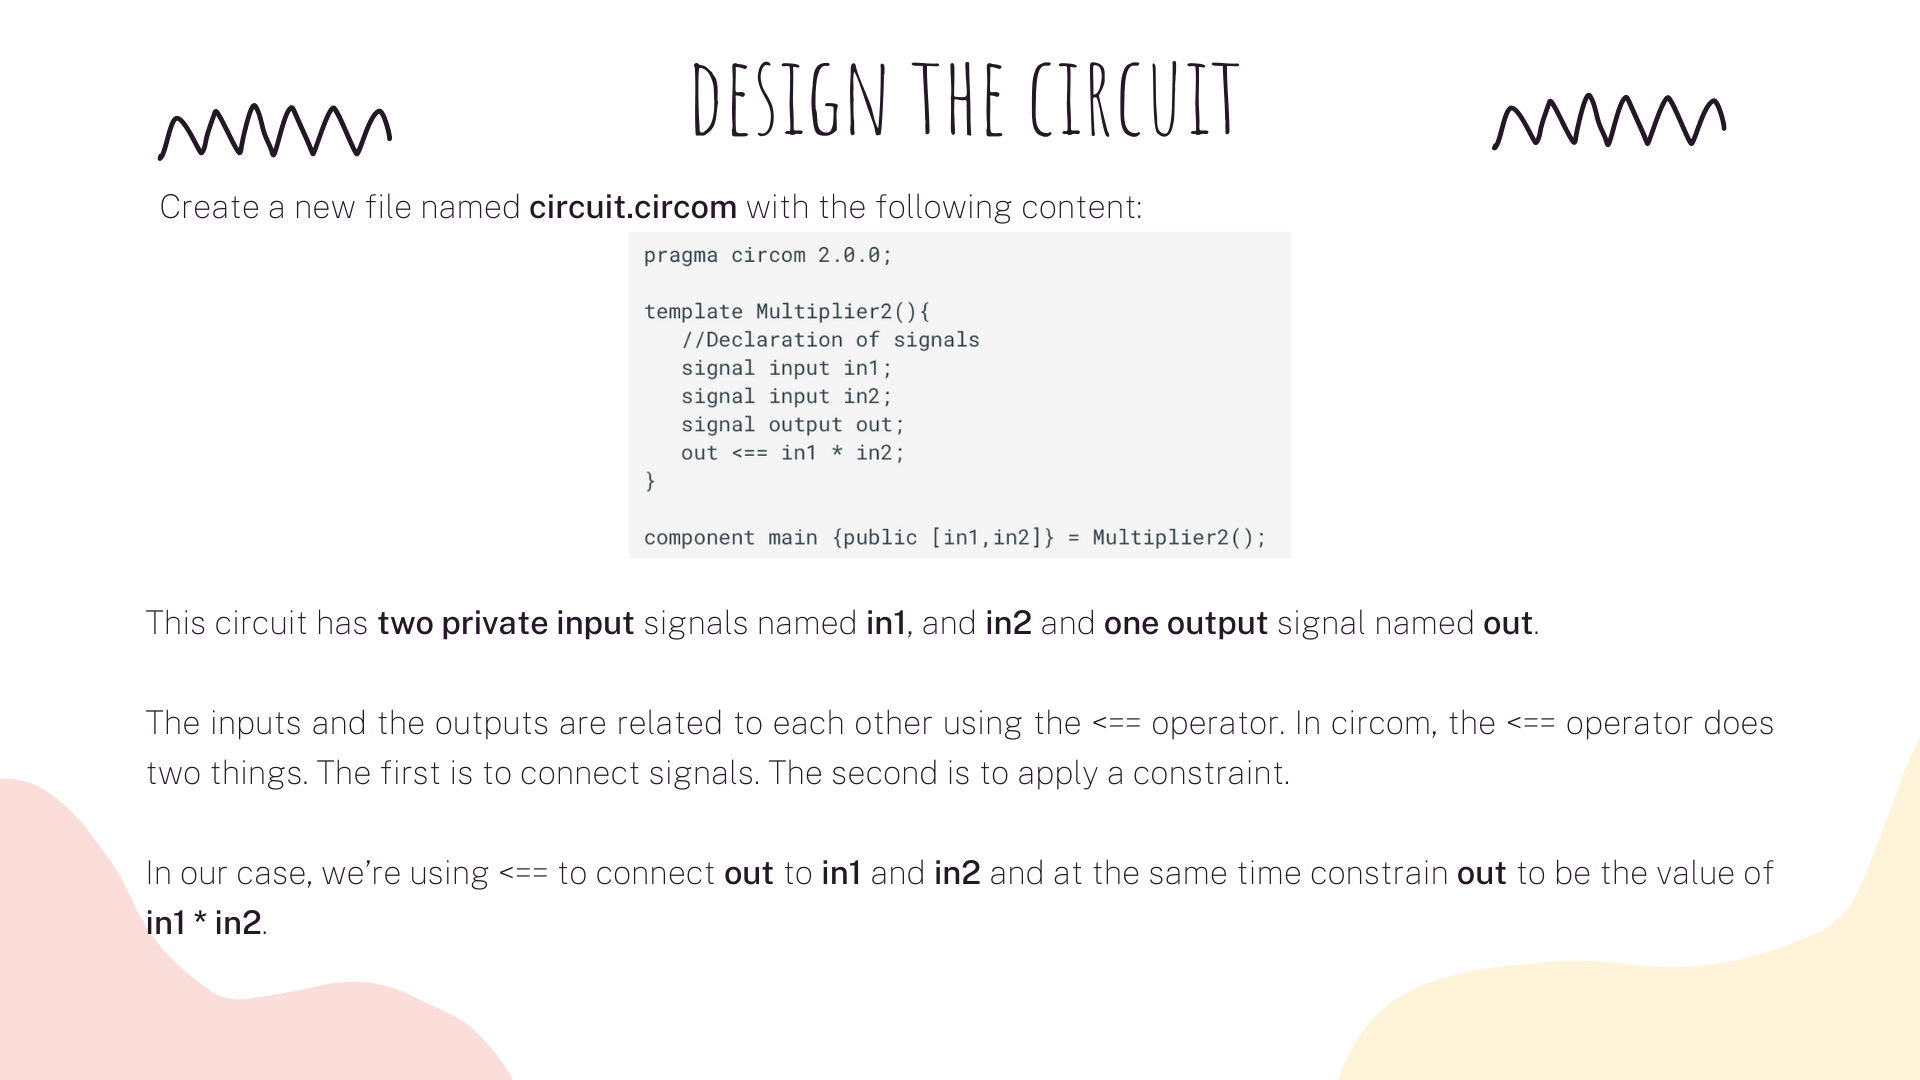 DESIGN THE CIRCUIT
Create a new file named circuit.circom with the following content:
pragma circom 2.0.0;
template Multiplier2(){
   //Declaration of signals
   signal input in1;
   signal input in2;
   signal output out;
   out <== in1 * in2;
}
component main {public [in1,in2]} = Multiplier2();
This circuit has two private input signals named in1, and in2 and one output signal named out.
The inputs and the outputs are related to each other using the <== operator. In circom, the <== operator does
two things. The first is to connect signals. The second is to apply a constraint.
In our case, we’re using <== to connect out to in1 and in2 and at the same time constrain out to be the value of
in1 * in2.